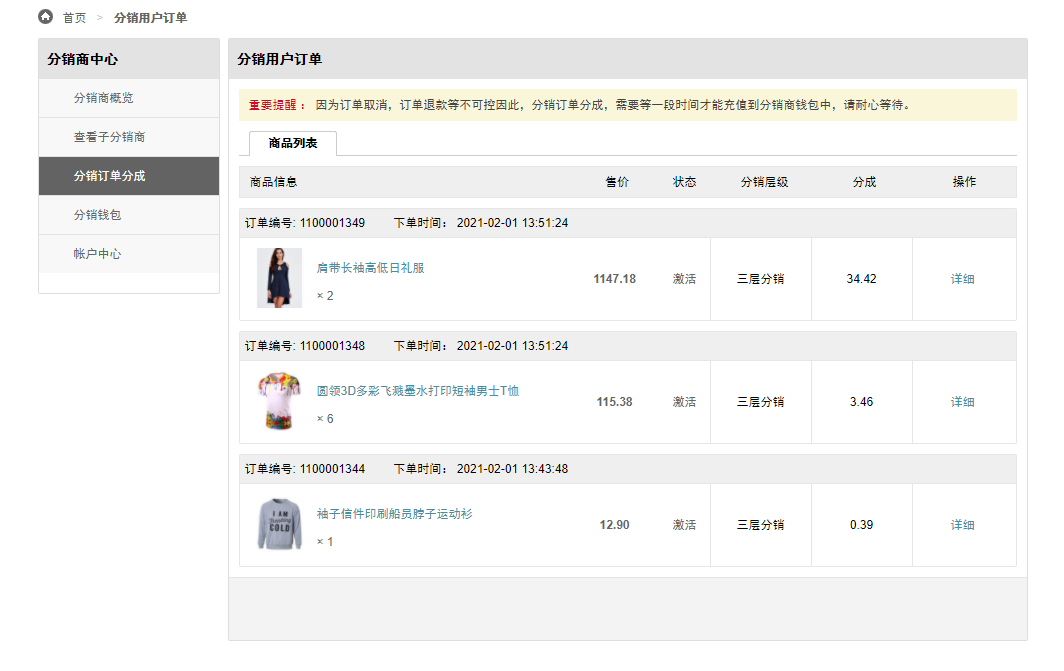 首页 > 分销用户订单
分销商中心
分销商概览
查看子分销商
分销订单分成
分销钱包
帐户中心
分销用户订单
重要提醒： 因为订单取消，订单退款等不可控因此，分销订单分成，需要等一段时间才能充值到分销商钱包中，请耐心等待。
商品列表
商品信息 售价 状态 分销层级 分成 操作
订单编号: 1100001349 下单时间： 2021-02-01 13:51:24
肩带长袖高低日礼服
× 2
1147.18 激活 三层分销 34.42 详细
订单编号: 1100001348 下单时间： 2021-02-01 13:51:24
圆领3D多彩飞溅墨水打印短袖男士T恤
× 6
115.38 激活 三层分销 3.46 详细
订单编号: 1100001344 下单时间： 2021-02-01 13:43:48
I AM
COLD
袖子信件印刷船员脖子运动衫
× 1
12.90 激活 三层分销 0.39 详细